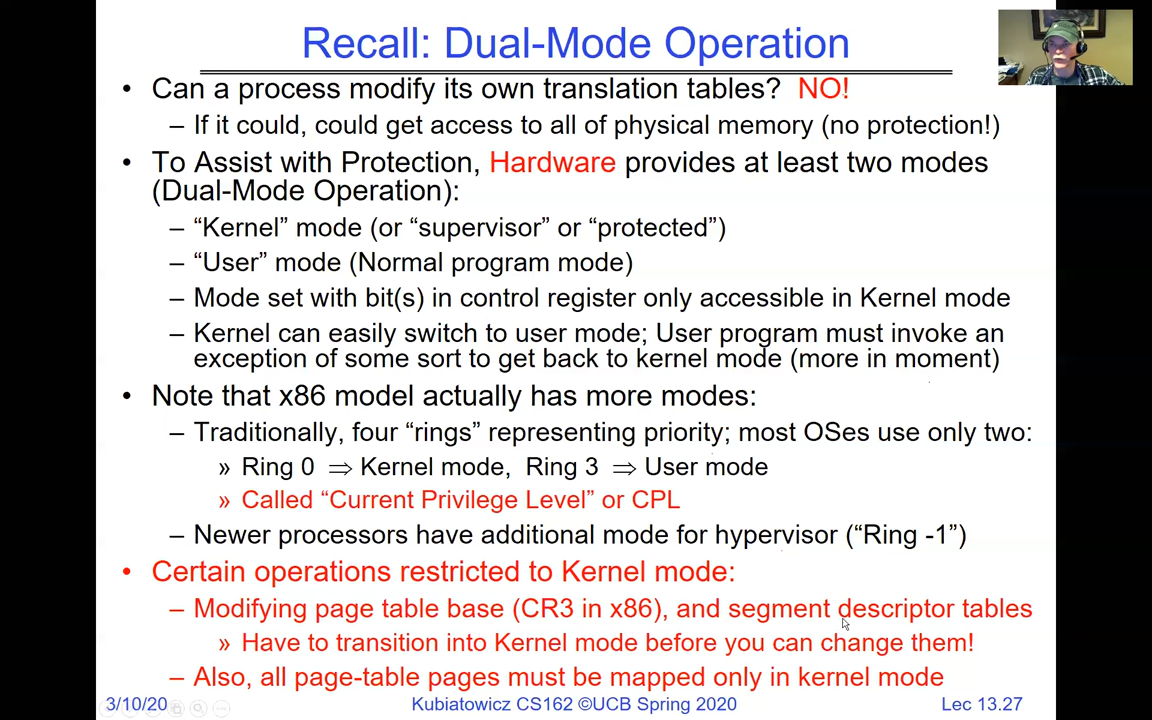 Recall: Dual-Mode Operation
• Can a process modify its own translation tables? NO!
– If it could, could get access to all of physical memory (no protection!)
• To Assist with Protection, Hardware provides at least two modes
(Dual-Mode Operation):
– “Kernel” mode (or “supervisor” or “protected”)
– “User” mode (Normal program mode)
– Mode set with bit(s) in control register only accessible in Kernel mode
– Kernel can easily switch to user mode; User program must invoke an
exception of some sort to get back to kernel mode (more in moment)
• Note that x86 model actually has more modes:
– Traditionally, four “rings” representing priority; most OSes use only two:
» Ring 0 ⇒ Kernel mode, Ring 3 ⇒ User mode
» Called “Current Privilege Level” or CPL
– Newer processors have additional mode for hypervisor (“Ring -1”)
• Certain operations restricted to Kernel mode:
– Modifying page table base (CR3 in x86), and segment descriptor tables
» Have to transition into Kernel mode before you can change them!
– Also, all page-table pages must be mapped only in kernel mode
3/10/20 Kubiatowicz CS162 ©UCB Spring 2020 Lec 13.27